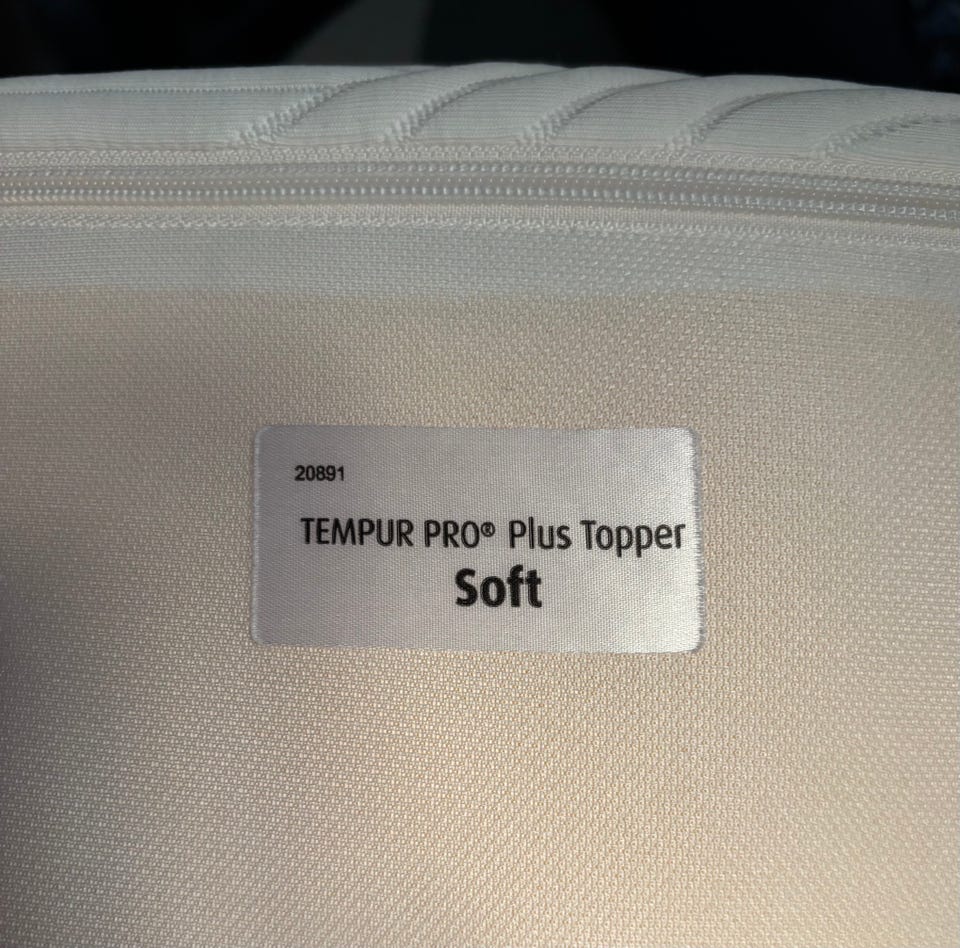 20891
TEMPUR PRO® Plus Topper
Soft